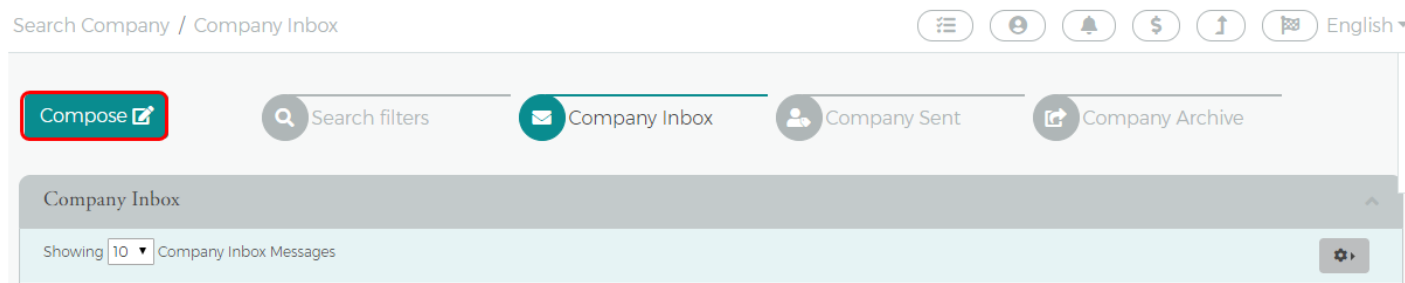 Search Company / Company Inbox
English
Compose
Search filters
Company Inbox
Company Sent
Company Archive
Company Inbox
Showing 10 Company Inbox Messages